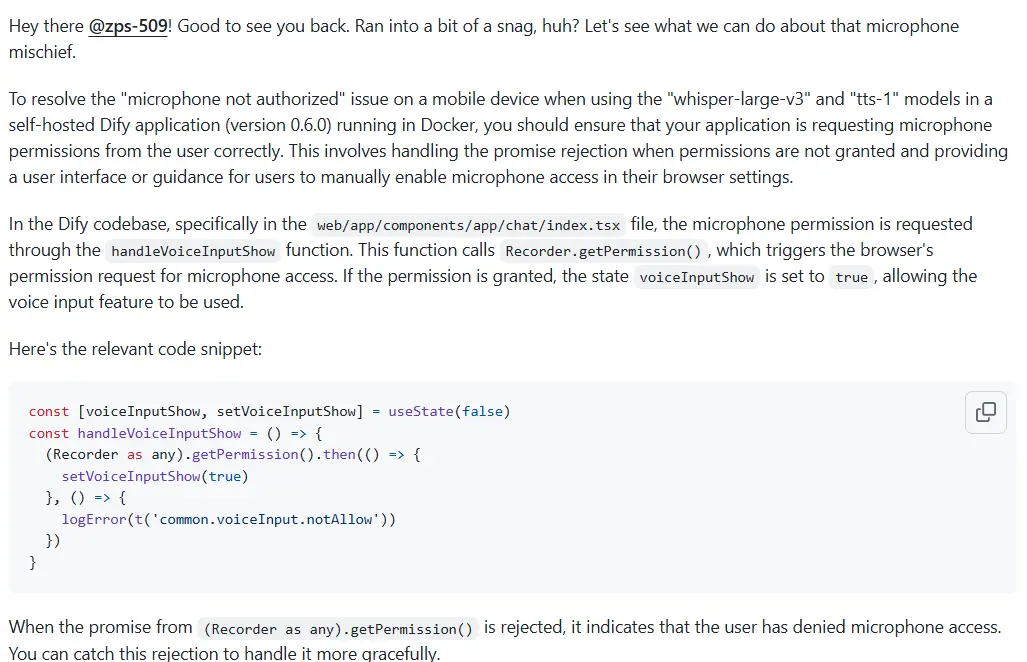 Hey there @zps-509! Good to see you back. Ran into a bit of a snag, huh? Let's see what we can do about that microphone
mischief.
To resolve the "microphone not authorized" issue on a mobile device when using the "whisper-large-v3" and "tts-1" models in a
self-hosted Dify application (version 0.6.0) running in Docker, you should ensure that your application is requesting microphone
permissions from the user correctly. This involves handling the promise rejection when permissions are not granted and providing
a user interface or guidance for users to manually enable microphone access in their browser settings.
In the Dify codebase, specifically in the web/app/components/app/chat/index.tsx file, the microphone permission is requested
through the handleVoiceInputShow function. This function calls Recorder.getPermission() , which triggers the browser's
permission request for microphone access. If the permission is granted, the state voiceInputShow is set to true , allowing the
voice input feature to be used.
Here's the relevant code snippet:
const [voiceInputShow, setVoiceInputShow] = useState(false)
const handleVoiceInputShow = () => {
  (Recorder as any).getPermission().then(() => {
    setVoiceInputShow(true)
  }, () => {
    logError(t('common.voiceInput.notAllow'))
  })
}
When the promise from (Recorder as any).getPermission() is rejected, it indicates that the user has denied microphone access.
You can catch this rejection to handle it more gracefully.